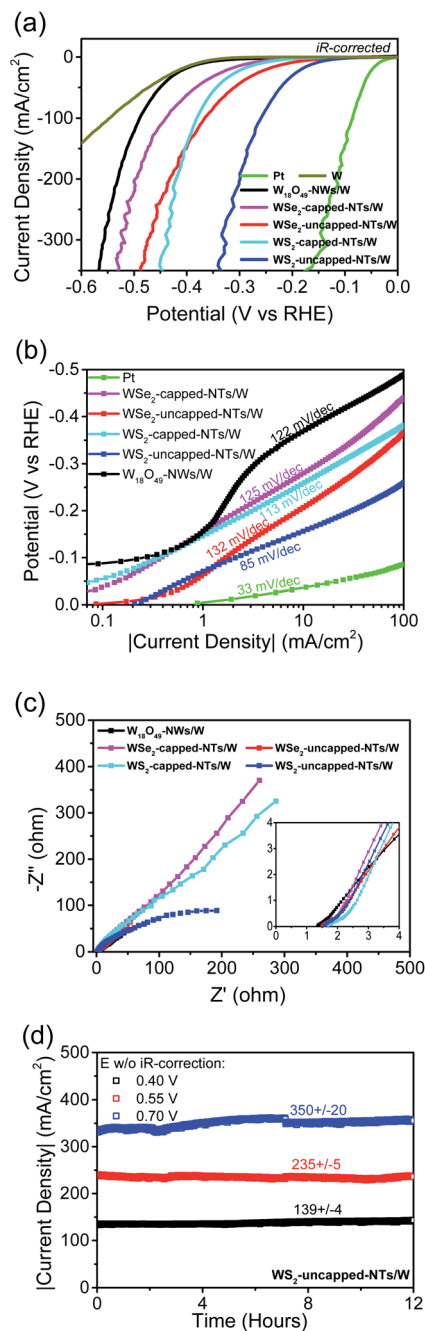 (a)
iR-corrected
0
-100
-200
-300
Current Density (mA/cm²)
Pt W
W₁₈O₄₉-NWs/W
WSe₂-capped-NTs/W
WSe₂-uncapped-NTs/W
WS₂-capped-NTs/W
WS₂-uncapped-NTs/W
-0.6 -0.5 -0.4 -0.3 -0.2 -0.1 0.0
Potential (V vs RHE)
(b)
-0.5
-0.4
-0.3
-0.2
-0.1
0.0
Potential (V vs RHE)
Pt
WSe₂-capped-NTs/W
WSe₂-uncapped-NTs/W
WS₂-capped-NTs/W
WS₂-uncapped-NTs/W
W₁₈O₄₉-NWs/W
122 mV/dec
125 mV/dec
113 mV/dec
132 mV/dec
85 mV/dec
33 mV/dec
0.1 1 10 100
|Current Density| (mA/cm²)
(c)
500
400
300
200
100
0
-Z" (ohm)
W₁₈O₄₉-NWs/W
WSe₂-capped-NTs/W WSe₂-uncapped-NTs/W
WS₂-capped-NTs/W WS₂-uncapped-NTs/W
4
3
2
1
0
0 1 2 3 4
0 100 200 300 400 500
Z' (ohm)
(d)
500
400
300
200
100
0
|Current Density| (mA/cm²)
E w/o iR-correction:
0.40 V
0.55 V
0.70 V
350+/-20
235+/-5
139+/-4
WS₂-uncapped-NTs/W
0 4 8 12
Time (Hours)